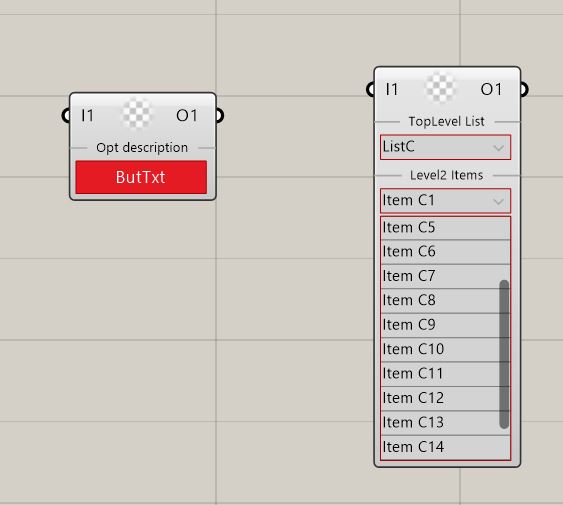 I1 O1
Opt description
ButTxt
I1 O1
TopLevel List
ListC
Level2 Items
Item C1
Item C5
Item C6
Item C7
Item C8
Item C9
Item C10
Item C11
Item C12
Item C13
Item C14